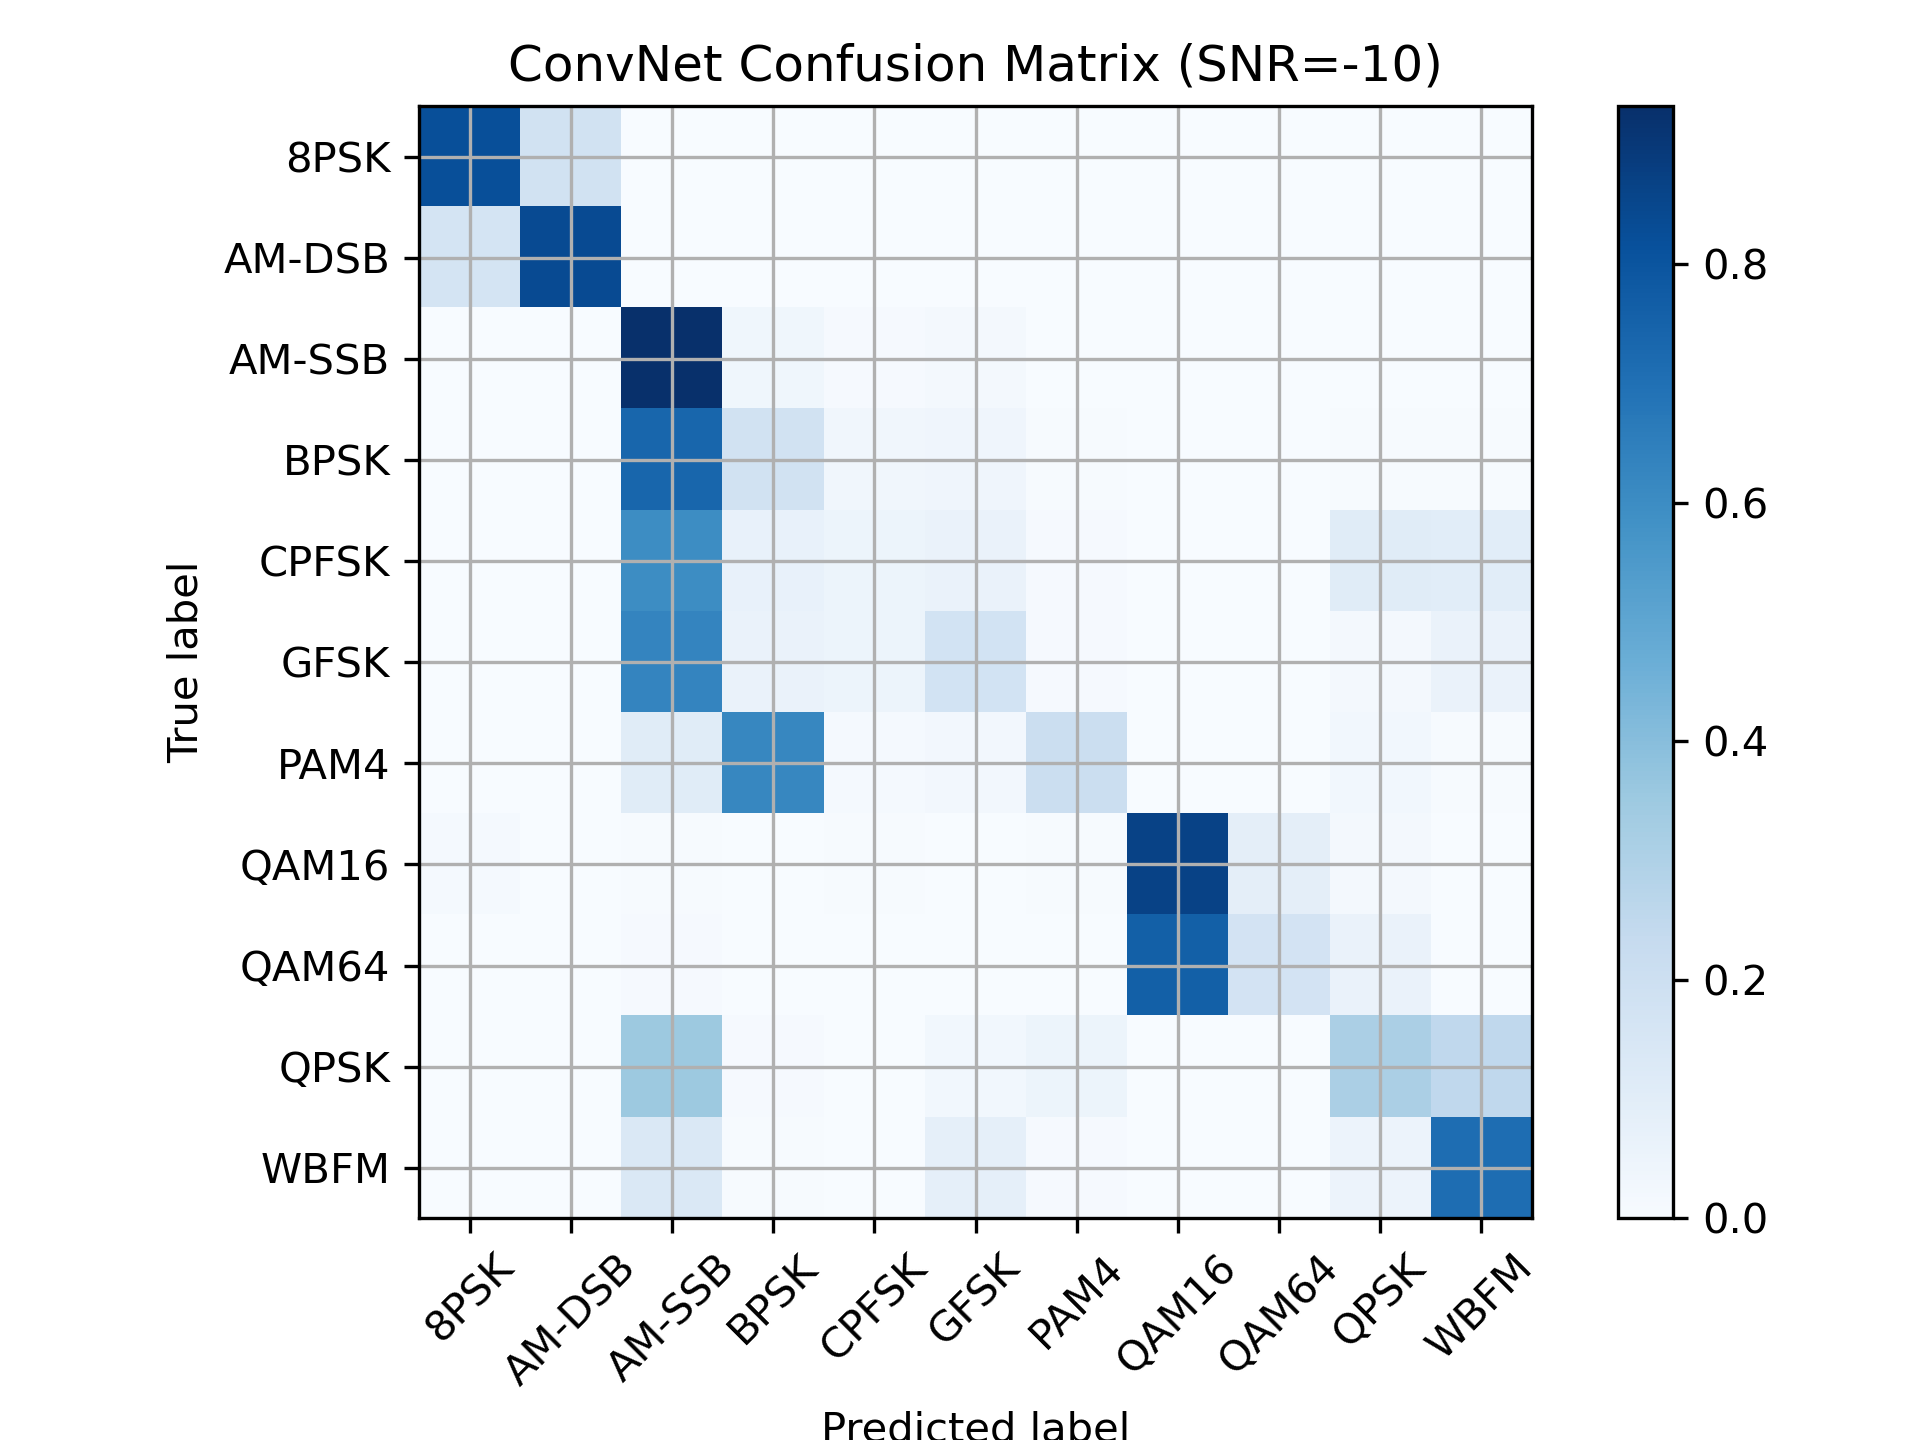 ConvNet Confusion Matrix (SNR=-10)
8PSK
AM-DSB
AM-SSB
BPSK
CPFSK
GFSK
PAM4
QAM16
QAM64
QPSK
WBFM
True label
8PSK
AM-DSB
AM-SSB
BPSK
CPFSK
GFSK
PAM4
QAM16
QAM64
QPSK
WBFM
Predicted label
0.8
0.6
0.4
0.2
0.0